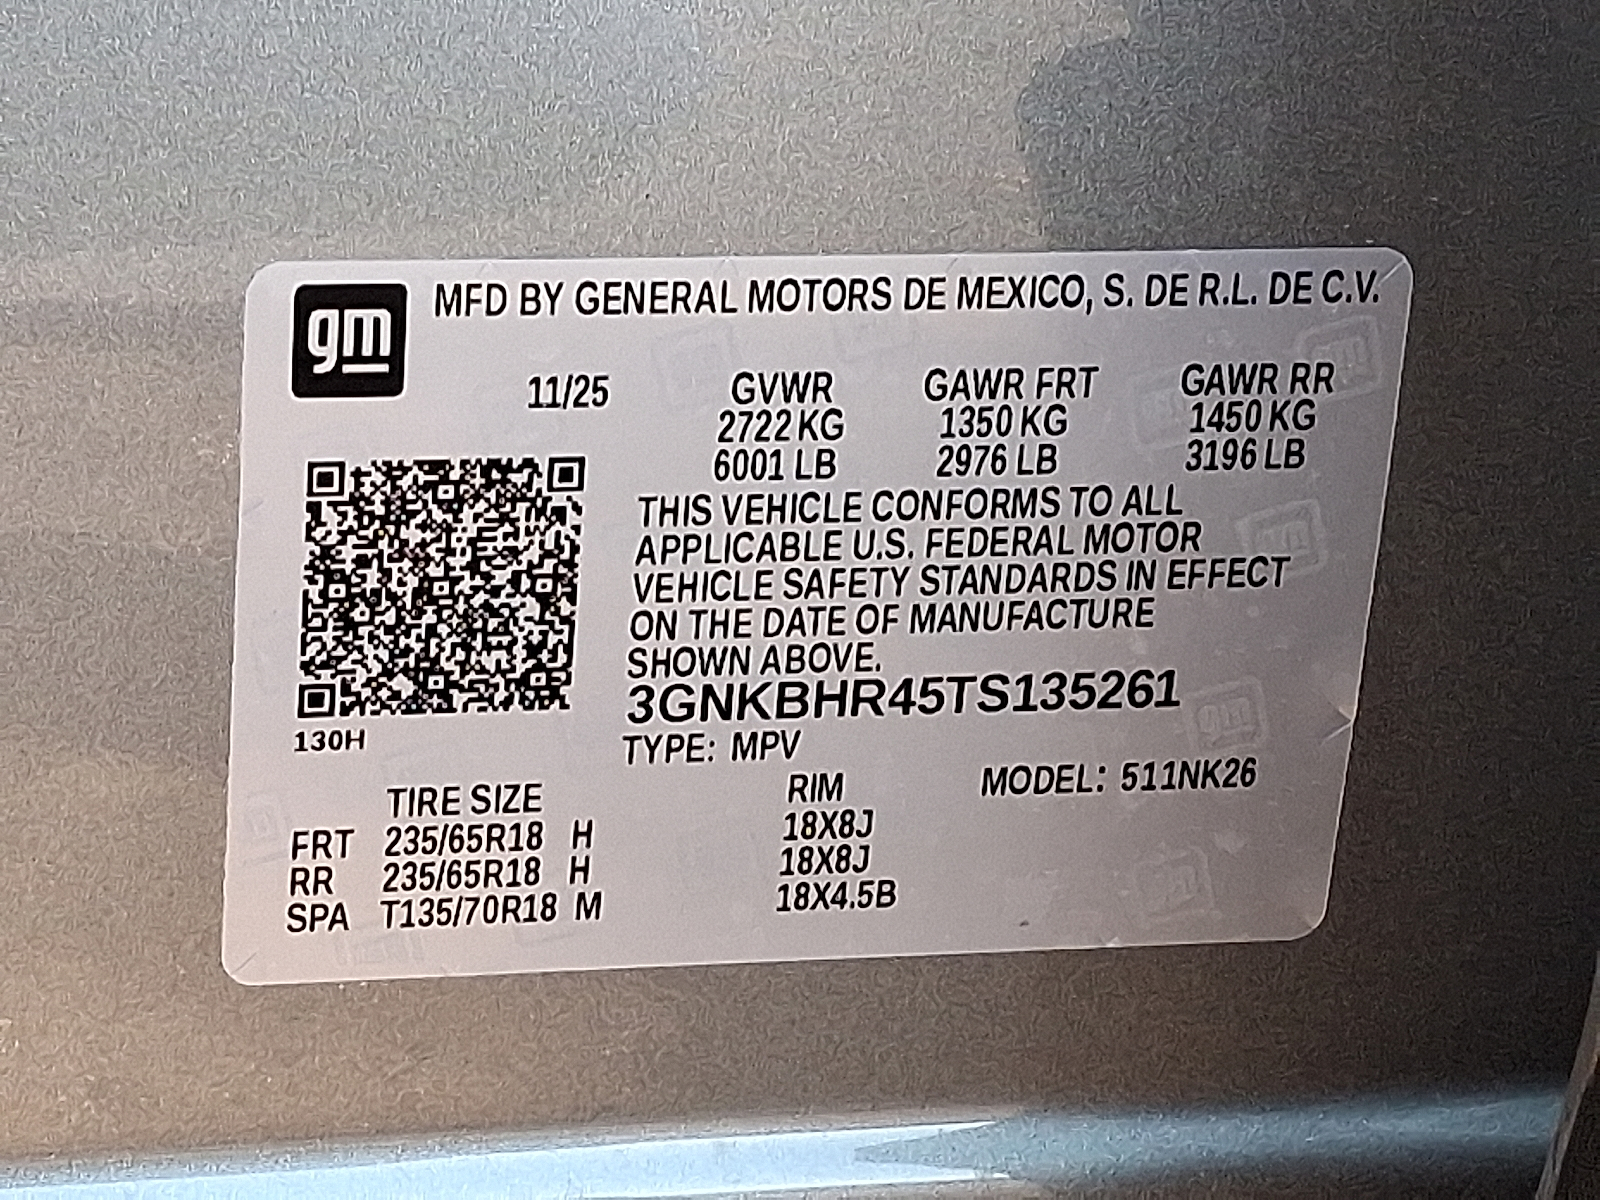 gm
MFD BY GENERAL MOTORS DE MEXICO, S. DE R.L. DE C.V.
11/25 GVWR GAWR FRT GAWR RR
2722 KG 1350 KG 1450 KG
6001 LB 2976 LB 3196 LB
THIS VEHICLE CONFORMS TO ALL
APPLICABLE U.S. FEDERAL MOTOR
VEHICLE SAFETY STANDARDS IN EFFECT
ON THE DATE OF MANUFACTURE
SHOWN ABOVE.
3GNKBHR45TS135261
130H
TYPE: MPV
MODEL: 511NK26
TIRE SIZE RIM
FRT 235/65R18 H 18X8J
RR 235/65R18 H 18X8J
SPA T135/70R18 M 18X4.5B